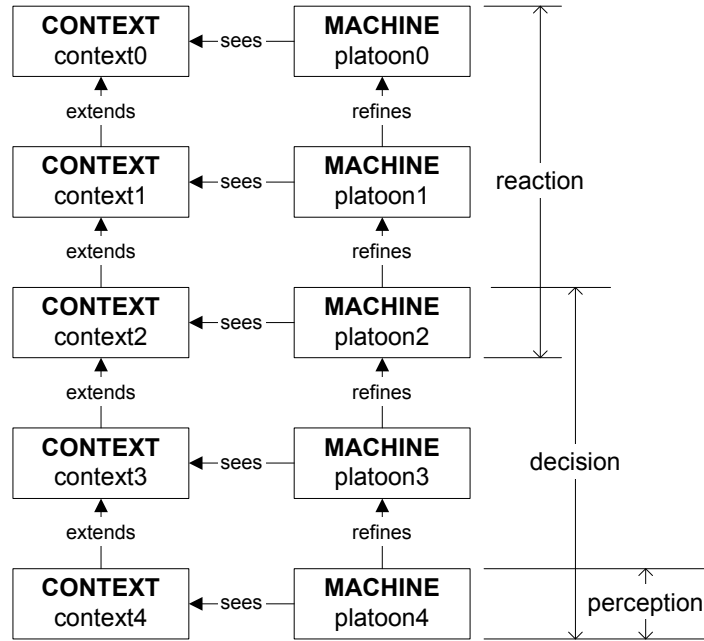 CONTEXT
context0
sees
MACHINE
platoon0
extends
refines
CONTEXT
context1
sees
MACHINE
platoon1
reaction
extends
refines
CONTEXT
context2
sees
MACHINE
platoon2
extends
refines
CONTEXT
context3
sees
MACHINE
platoon3
decision
extends
refines
CONTEXT
context4
sees
MACHINE
platoon4
perception